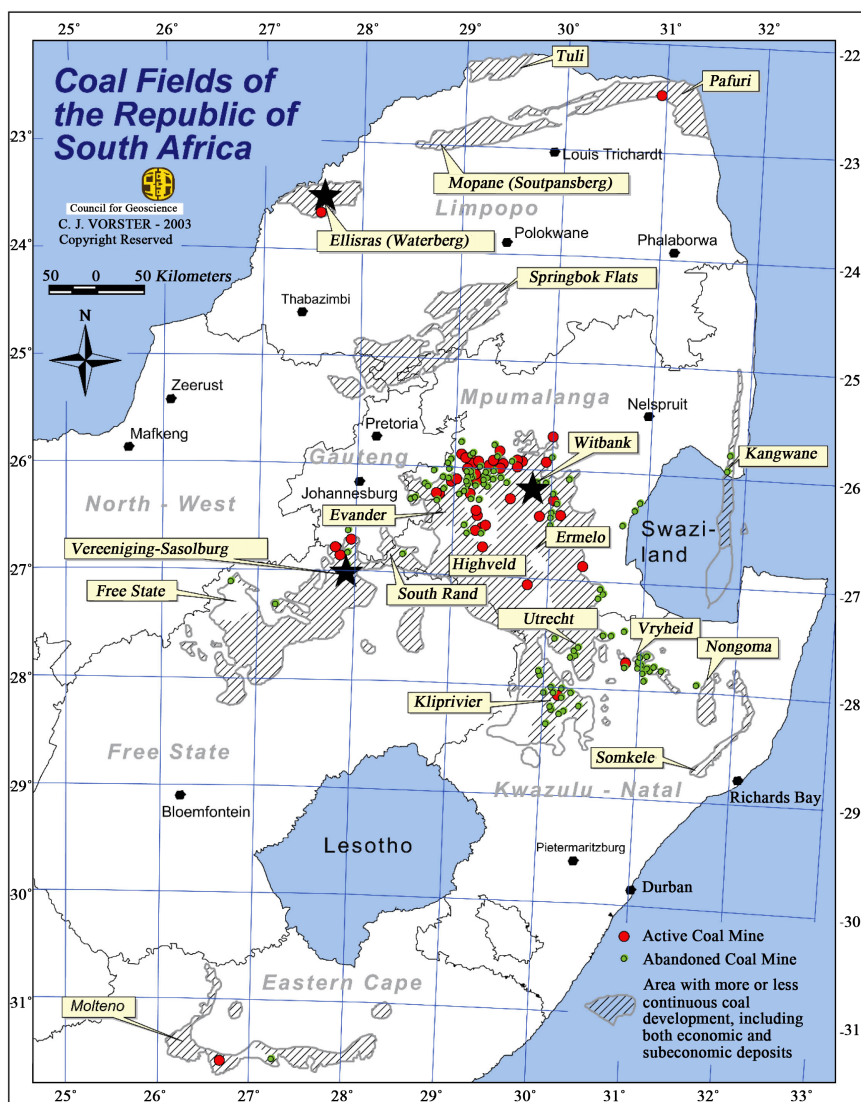 25°
26°
27°
28°
29°
30°
31°
-22°
Coal Fields of
the Republic of
South Africa
Tuli
Pafuri
23°
Louis Trichardt
-23°
Mopane (Soutpansberg)
Council for Geoscience
C. J. VORSTER - 2003
Copyright Reserved
Limpopo
Ellisras (Waterberg)
Polokwane
Phalaborwa
24°
50 0 50 Kilometers
-24°
Springbok Flats
Thabazimbi
25°
-25°
Zeerust
Mpumalanga
Nelspruit
Mafkeng
Pretoria
Witbank
Gauteng
Kangwane
26°
Johannesburg
-26°
North - West
Evander
Swazi-
land
Ermelo
Vereeniging-Sasolburg
Highveld
27°
Free State
South Rand
-27°
Utrecht
Vryheid
Nongoma
28°
Kliprivier
-28°
Free State
Somkele
29°
Kwazulu - Natal
Richards Bay
Bloemfontein
-29°
Lesotho
Pietermaritzburg
30°
Durban
-30°
Active Coal Mine
Abandoned Coal Mine
Eastern Cape
Area with more or less
continuous coal
development, including
both economic and
subeconomic deposits
31°
Molteno
-31°
25°
26°
27°
28°
29°
30°
31°
32°
33°